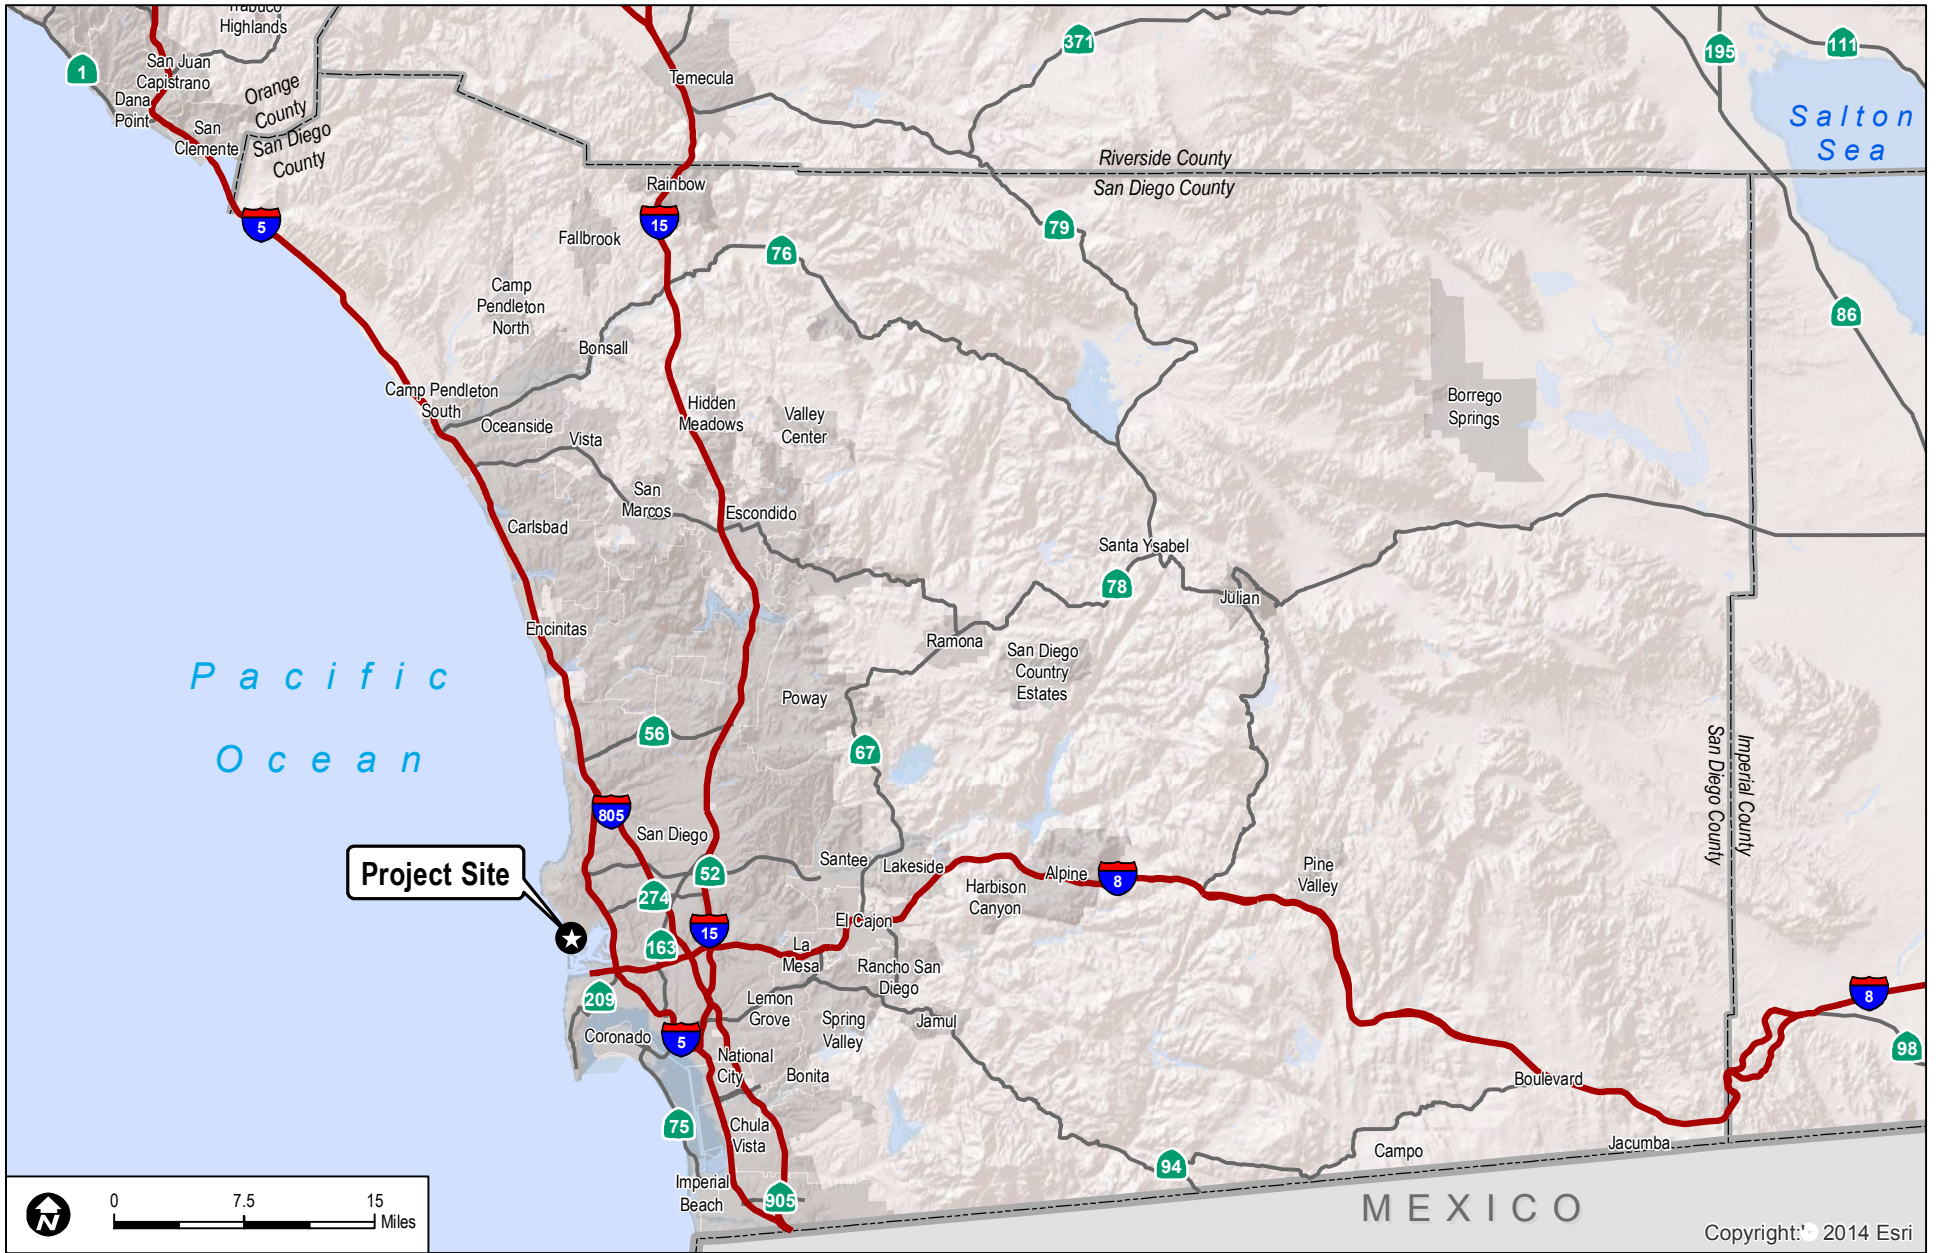 Trabuco
Highlands
1
San Juan
Capistrano
Dana
Point
Orange
County
San Diego
County
San
Clemente
5
Temecula
371
195
111
Salton
Sea
Riverside County
San Diego County
Rainbow
15
Fallbrook
76
79
86
Camp
Pendleton
North
Bonsall
Camp Pendleton
South
Oceanside
Vista
Hidden
Meadows
Valley
Center
Borrego
Springs
San
Marcos
Escondido
Carlsbad
Santa Ysabel
78
Julian
Encinitas
Ramona
San Diego
Country
Estates
Pacific
Ocean
Poway
56
67
San Diego County
Imperial County
805
San Diego
Project Site
52
Santee
Lakeside
Alpine
8
Harbison
Canyon
Pine
Valley
274
15
163
El Cajon
La
Mesa
Rancho San
Diego
209
Lemon
Grove
Spring
Valley
Jamul
Coronado
5
National
City
Bonita
8
98
Boulevard
75
Chula
Vista
Jacumba
Campo
94
Imperial
Beach
905
MEXICO
N
0 7.5 15
Miles
Copyright: 2014 Esri